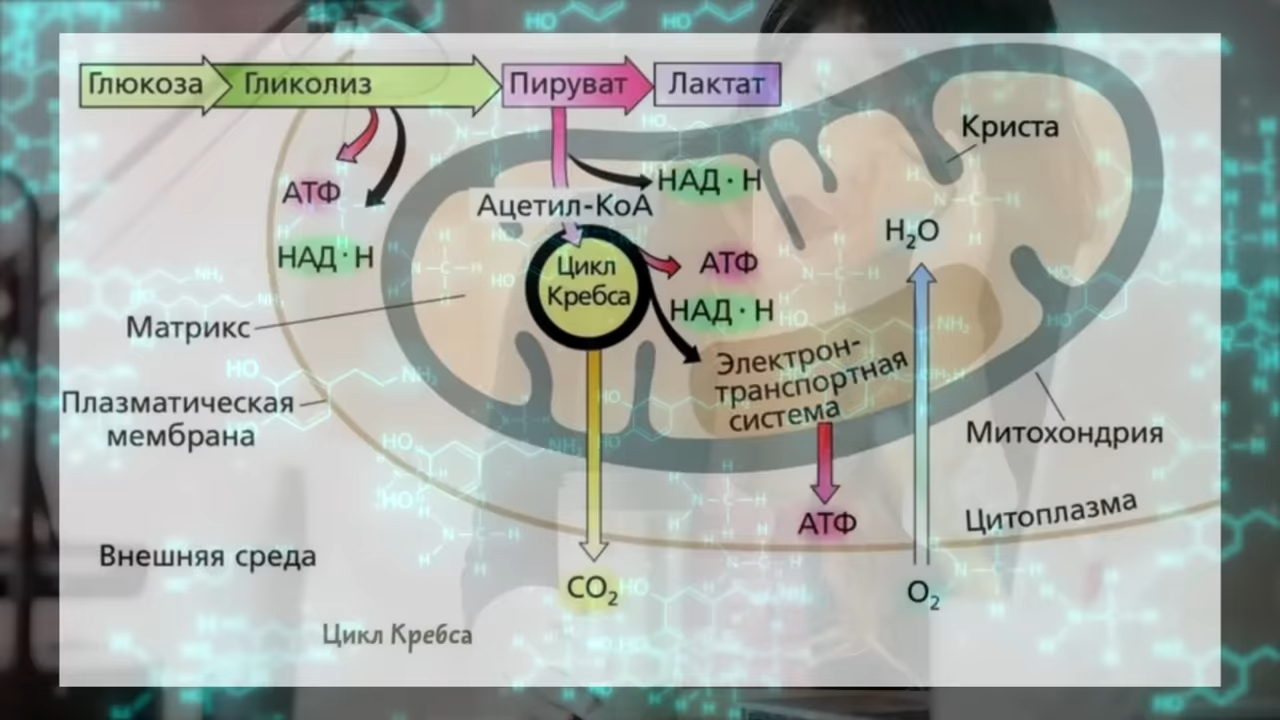 Глюкоза
Гликолиз
Пируват
Лактат
Криста
АТФ
НАД · Н
Ацетил-КоА
НАД · Н
H₂O
Цикл
Кребса
АТФ
НАД · Н
НАД · Н
Матрикс
Электрон-
транспортная
система
Плазматическая
мембрана
Митохондрия
АТФ
Цитоплазма
Внешняя среда
CO₂
O₂
Цикл Кребса